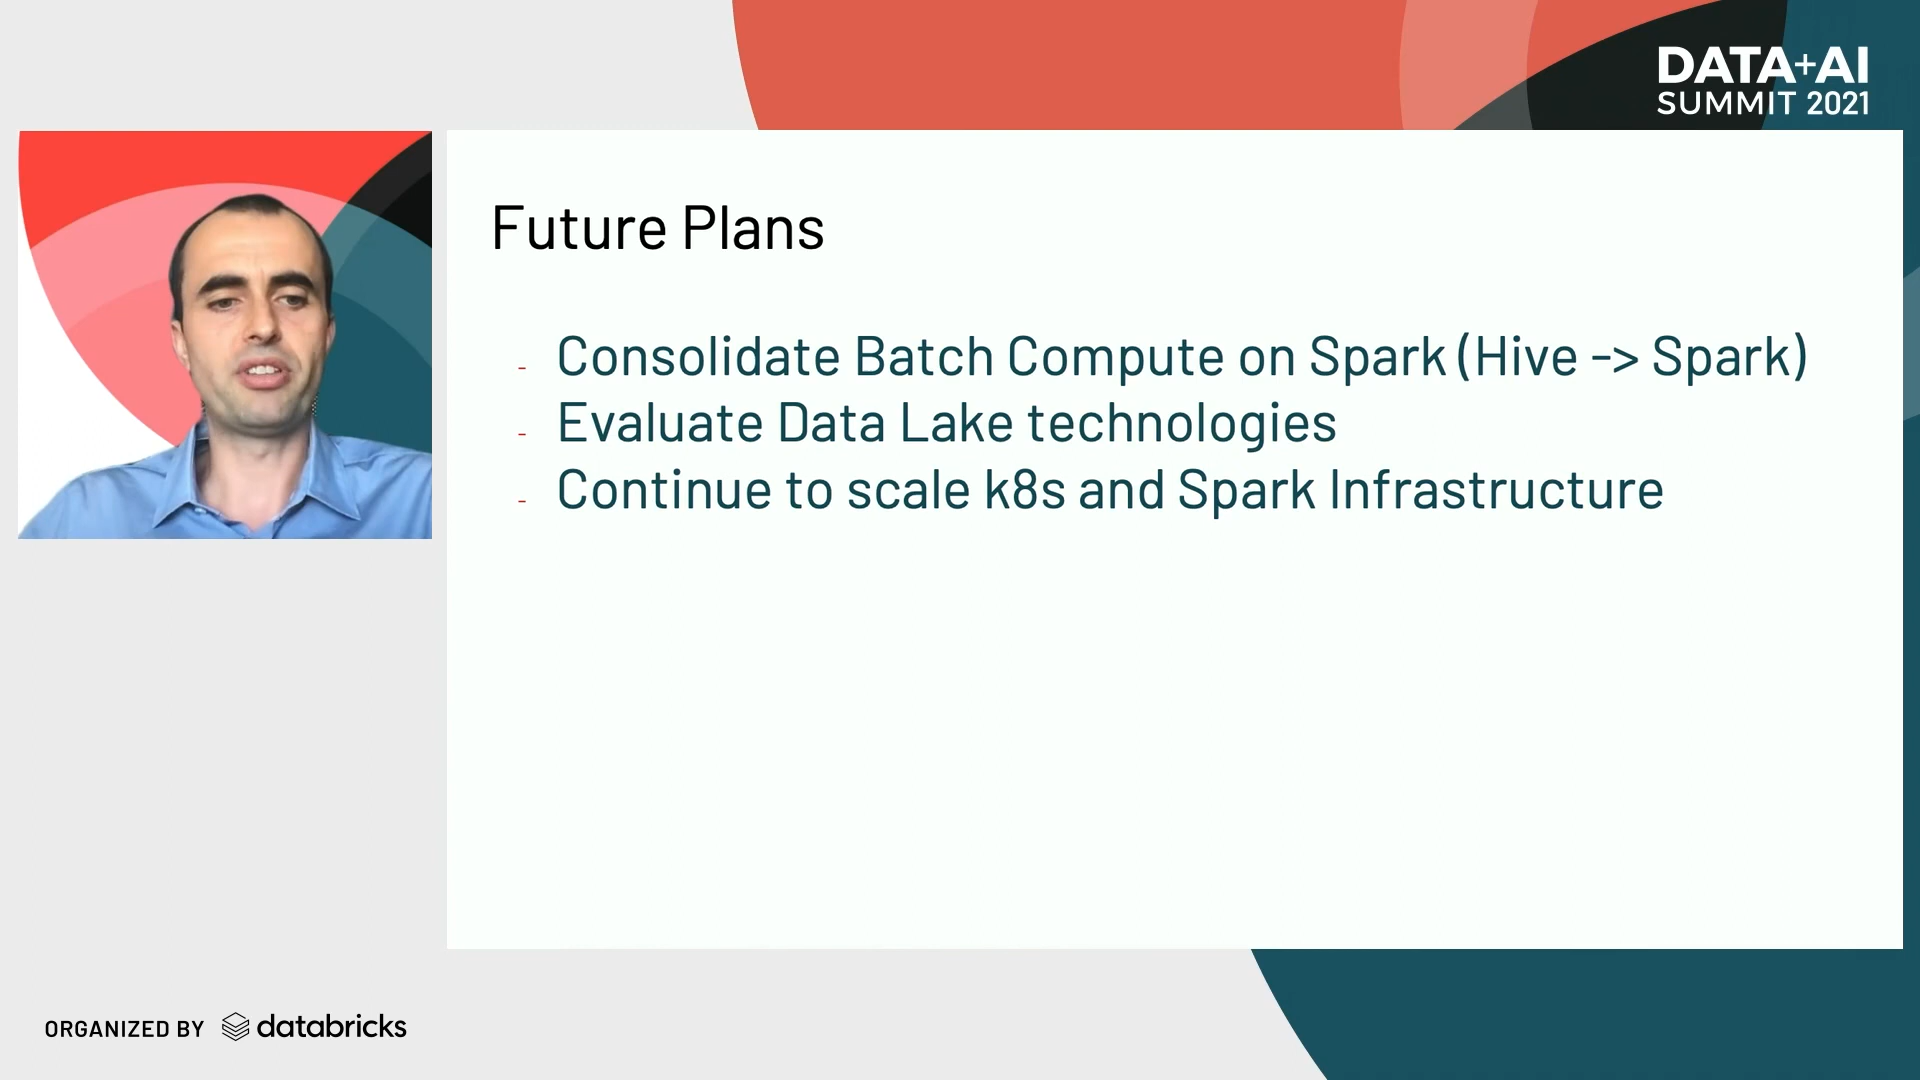 DATA+AI
SUMMIT 2021
Future Plans
- Consolidate Batch Compute on Spark (Hive -> Spark)
- Evaluate Data Lake technologies
- Continue to scale k8s and Spark Infrastructure
ORGANIZED BY databricks